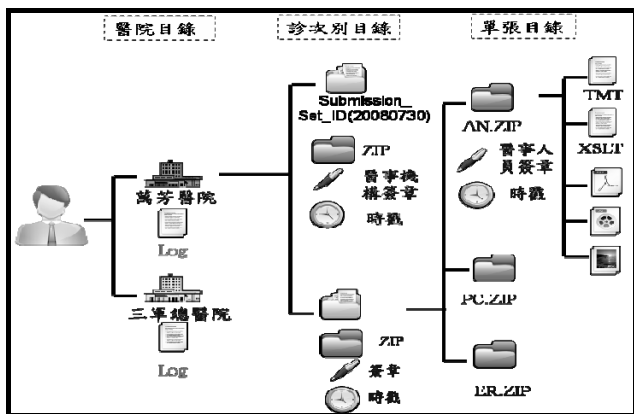 醫院目錄
診次別目錄
單張目錄
Submission_
Set_ID(20080730)
ZIP
醫事機
構簽章
時戳
萬芳醫院
Log
三軍總醫院
Log
ZIP
簽章
時戳
AN.ZIP
醫事人
員簽章
時戳
PC.ZIP
ER.ZIP
TMT
XSLT